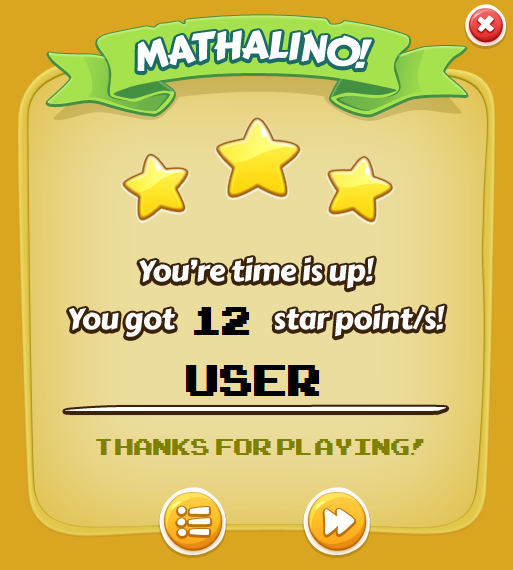 MATHALINO!
You're time is up!
You got 12 star point/s!
USER
THANKS FOR PLAYING!